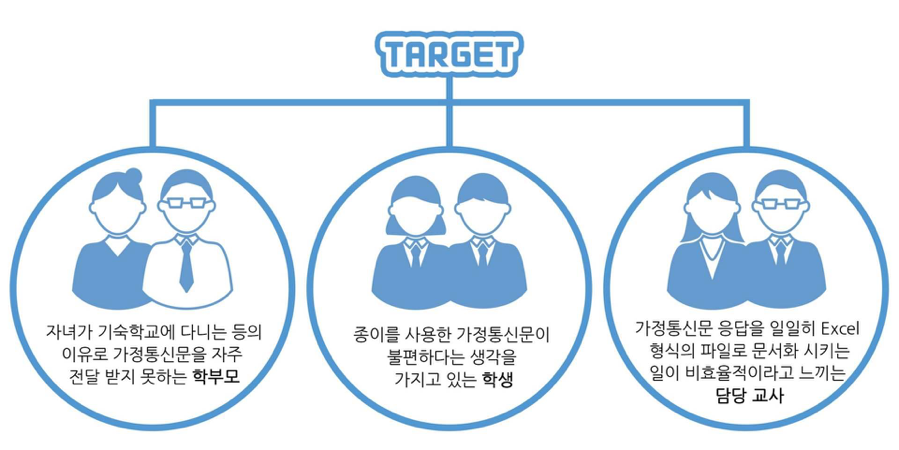 TARGET
자녀가 기숙학교에 다니는 등의
이유로 가정통신문을 자주
전달 받지 못하는 학부모
종이를 사용한 가정통신문이
불편하다는 생각을
가지고 있는 학생
가정통신문 응답을 일일히 Excel
형식의 파일로 문서화 시키는
일이 비효율적이라고 느끼는
담당 교사